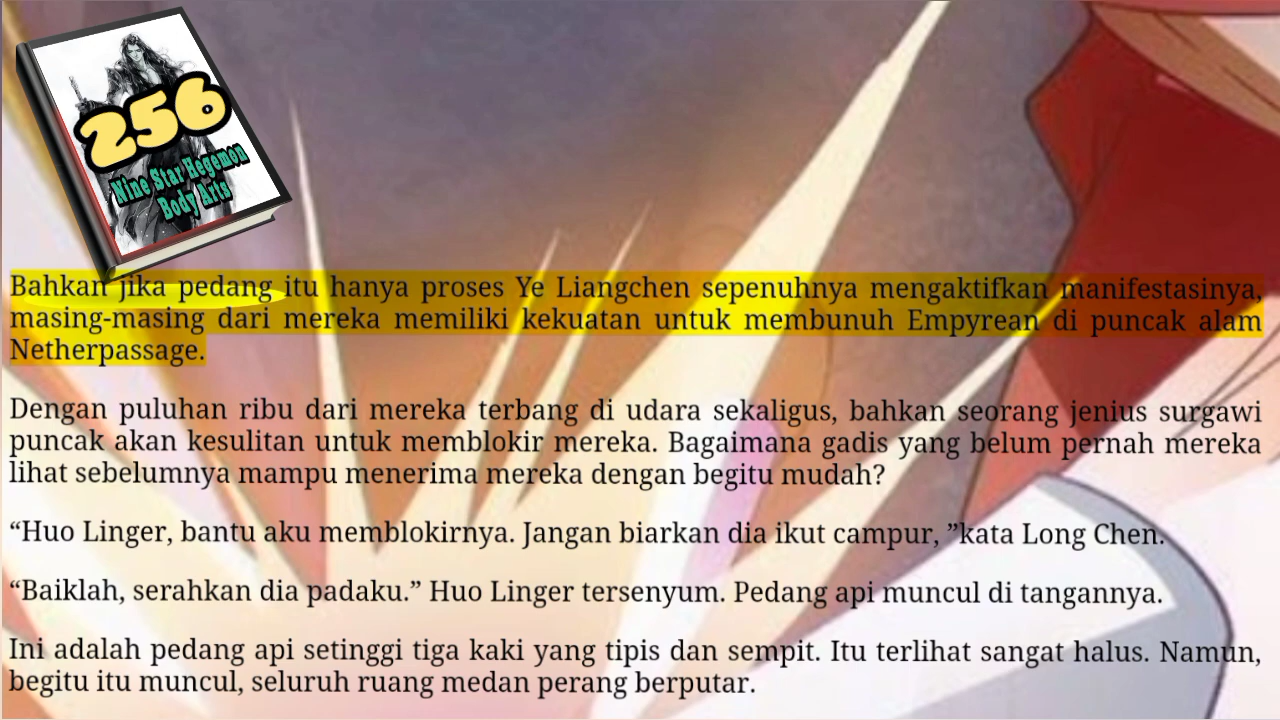 256
Nine Star Hegemon
Body Arts
Bahkan jika pedang itu hanya proses Ye Liangchen sepenuhnya mengaktifkan manifestasinya,
masing-masing dari mereka memiliki kekuatan untuk membunuh Empyrean di puncak alam
Netherpassage.
Dengan puluhan ribu dari mereka terbang di udara sekaligus, bahkan seorang jenius surgawi
puncak akan kesulitan untuk memblokir mereka. Bagaimana gadis yang belum pernah mereka
lihat sebelumnya mampu menerima mereka dengan begitu mudah?
“Huo Linger, bantu aku memblokirnya. Jangan biarkan dia ikut campur, ”kata Long Chen.
“Baiklah, serahkan dia padaku.” Huo Linger tersenyum. Pedang api muncul di tangannya.
Ini adalah pedang api setinggi tiga kaki yang tipis dan sempit. Itu terlihat sangat halus. Namun,
begitu itu muncul, seluruh ruang medan perang berputar.